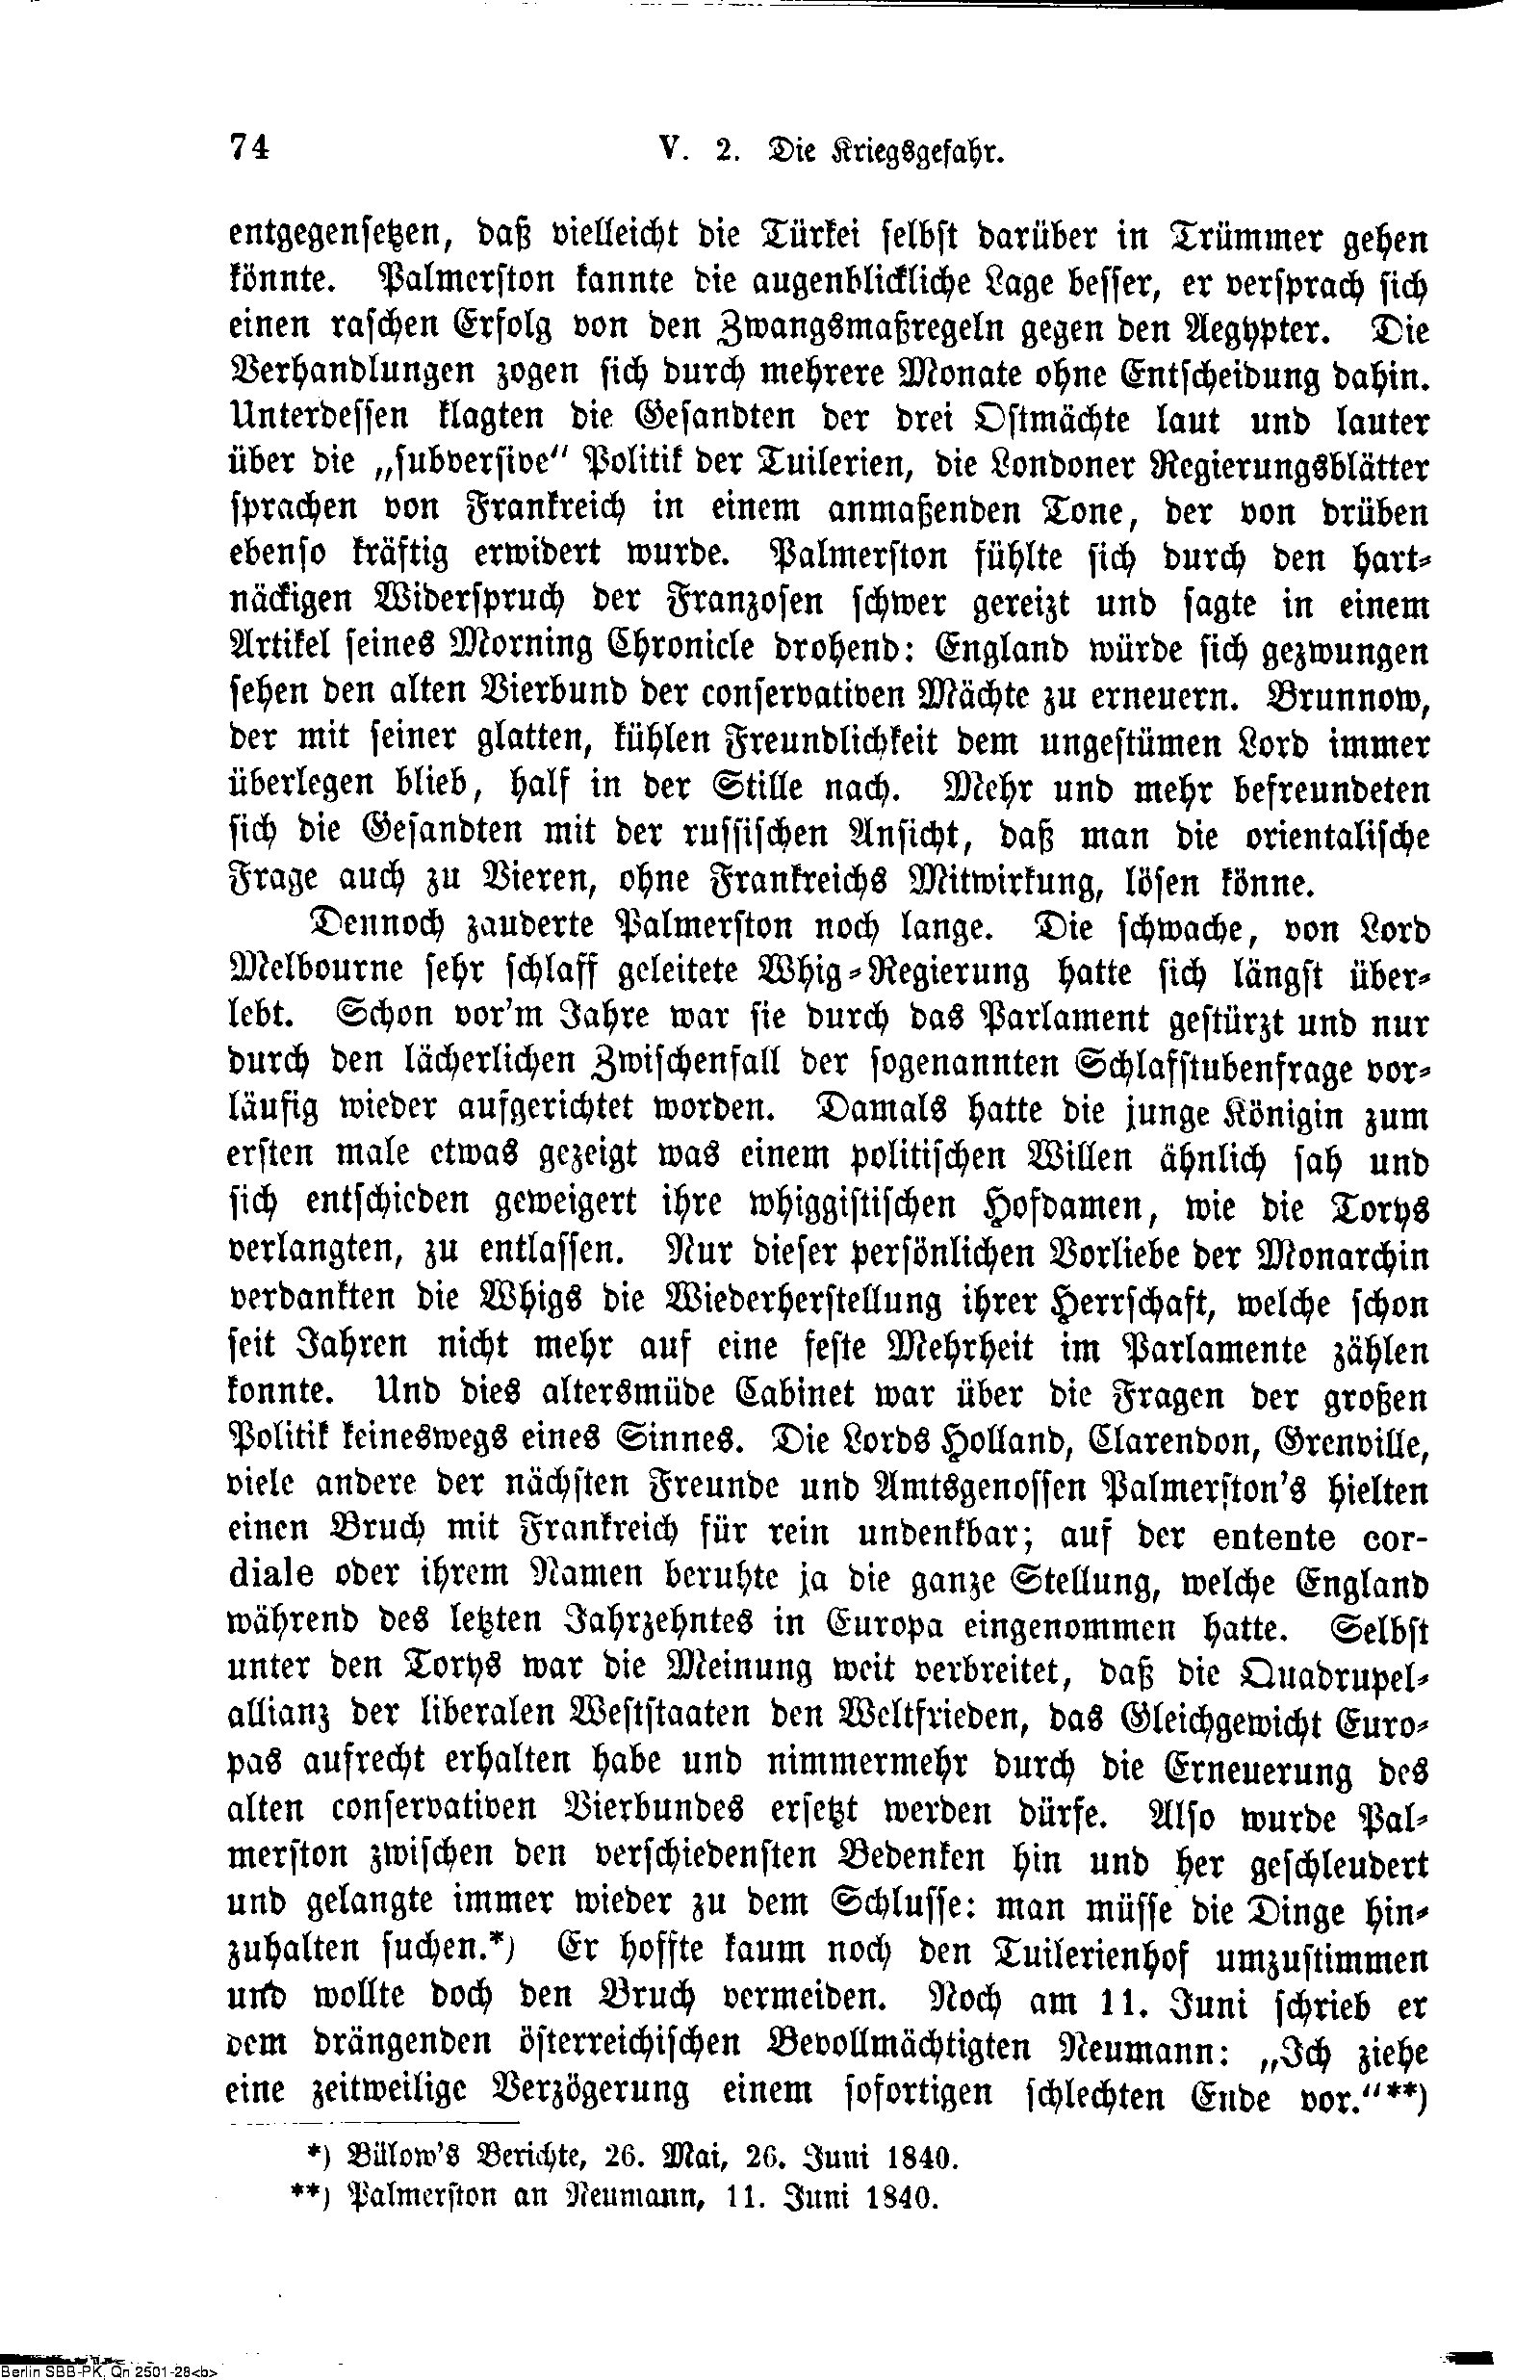 74 V. 2. Die Kriegsgefahr.
entgegensetzen, daß vielleicht die Türkei selbst darüber in Trümmer gehen
könnte. Palmerston kannte die augenblickliche Lage besser, er versprach sich
einen raschen Erfolg von den Zwangsmaßregeln gegen den Aegypter. Die
Verhandlungen zogen sich durch mehrere Monate ohne Entscheidung dahin.
Unterdessen klagten die Gesandten der drei Ostmächte laut und lauter
über die „subversive“ Politik der Tuilerien, die Londoner Regierungsblätter
sprachen von Frankreich in einem anmaßenden Tone, der von drüben
ebenso kräftig erwidert wurde. Palmerston fühlte sich durch den hart-
näckigen Widerspruch der Franzosen schwer gereizt und sagte in einem
Artikel seines Morning Chronicle drohend: England würde sich gezwungen
sehen den alten Vierbund der conservativen Mächte zu erneuern. Brunnow,
der mit seiner glatten, kühlen Freundlichkeit dem ungestümen Lord immer
überlegen blieb, half in der Stille nach. Mehr und mehr befreundeten
sich die Gesandten mit der russischen Ansicht, daß man die orientalische
Frage auch zu Vieren, ohne Frankreichs Mitwirkung, lösen könne.
Dennoch zauderte Palmerston noch lange. Die schwache, von Lord
Melbourne sehr schlaff geleitete Whig-Regierung hatte sich längst über-
lebt. Schon vor'm Jahre war sie durch das Parlament gestürzt und nur
durch den lächerlichen Zwischenfall der sogenannten Schlafstubenfrage vor-
läufig wieder aufgerichtet worden. Damals hatte die junge Königin zum
ersten male etwas gezeigt was einem politischen Willen ähnlich sah und
sich entschieden geweigert ihre whiggistischen Hofdamen, wie die Torys
verlangten, zu entlassen. Nur dieser persönlichen Vorliebe der Monarchin
verdankten die Whigs die Wiederherstellung ihrer Herrschaft, welche schon
seit Jahren nicht mehr auf eine feste Mehrheit im Parlamente zählen
konnte. Und dies altersmüde Cabinet war über die Fragen der großen
Politik keineswegs eines Sinnes. Die Lords Holland, Clarendon, Grenville,
viele andere der nächsten Freunde und Amtsgenossen Palmerston's hielten
einen Bruch mit Frankreich für rein undenkbar; auf der entente cor-
diale oder ihrem Namen beruhte ja die ganze Stellung, welche England
während des letzten Jahrzehntes in Europa eingenommen hatte. Selbst
unter den Torys war die Meinung weit verbreitet, daß die Quadrupel-
allianz der liberalen Weststaaten den Weltfrieden, das Gleichgewicht Euro-
pas aufrecht erhalten habe und nimmermehr durch die Erneuerung des
alten conservativen Vierbundes ersetzt werden dürfe. Also wurde Pal-
merston zwischen den verschiedensten Bedenken hin und her geschleudert
und gelangte immer wieder zu dem Schlusse: man müsse die Dinge hin-
zuhalten suchen.*) Er hoffte kaum noch den Tuilerienhof umzustimmen
und wollte doch den Bruch vermeiden. Noch am 11. Juni schrieb er
dem drängenden österreichischen Bevollmächtigten Neumann: „Ich ziehe
eine zeitweilige Verzögerung einem sofortigen schlechten Ende vor.“**)
*) Bülow's Berichte, 26. Mai, 26. Juni 1840.
**) Palmerston an Neumann, 11. Juni 1840.
Berlin SBB-PK, Qn 2501-28<b>